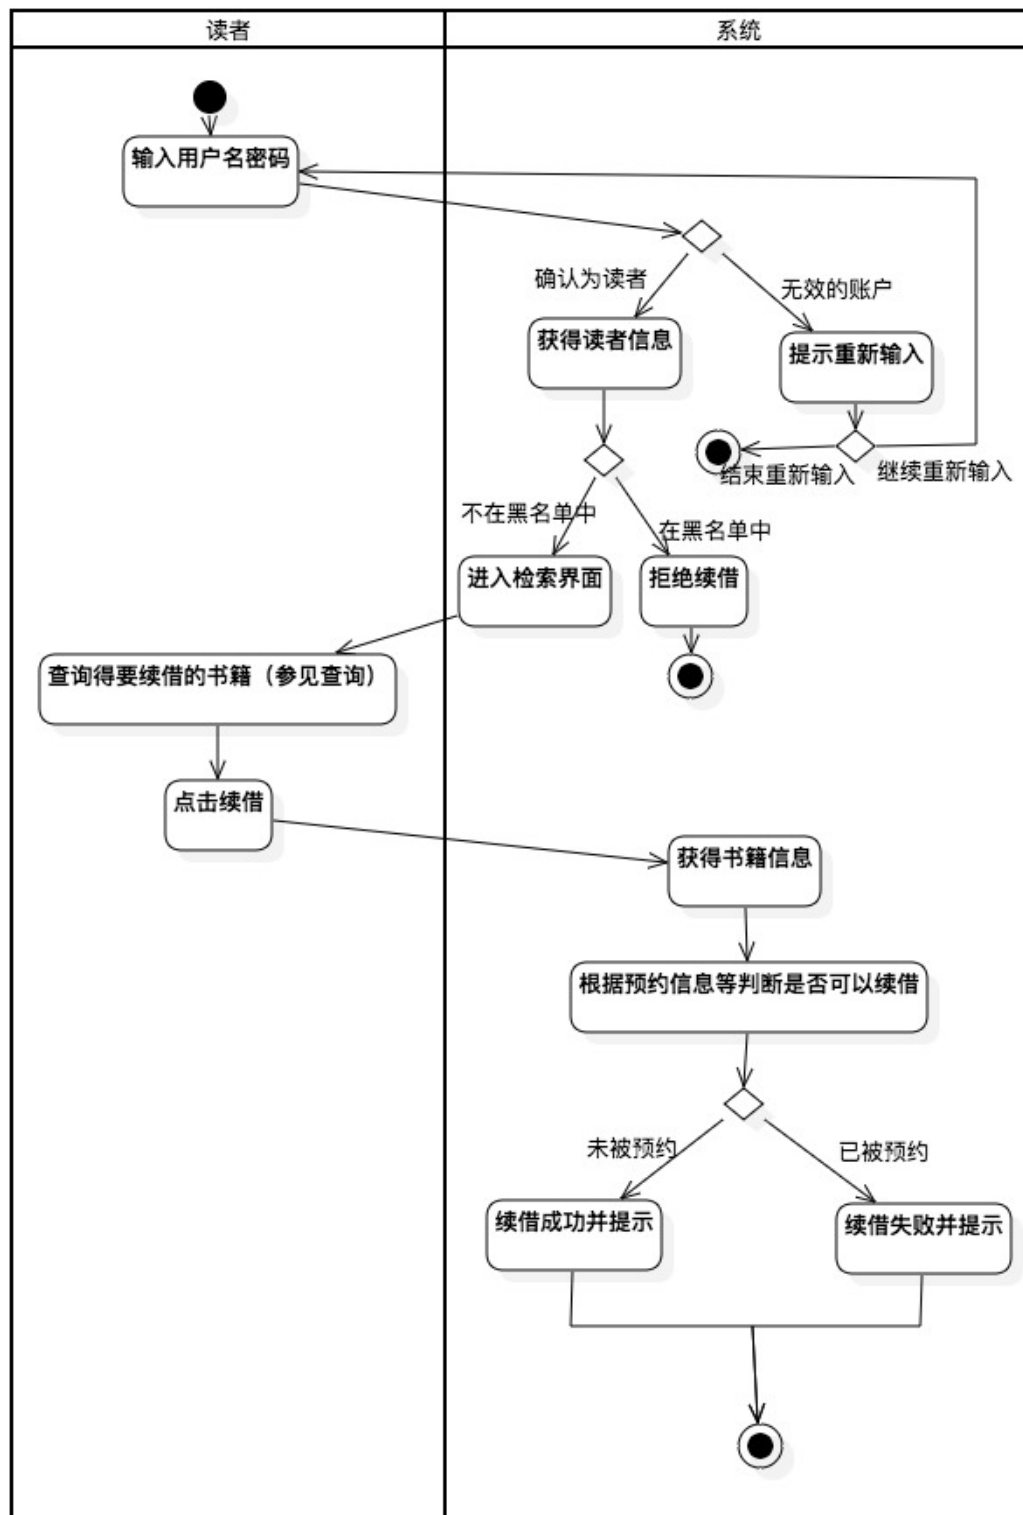 读者
系统
输入用户名密码
确认为读者
无效的账户
获得读者信息
提示重新输入
结束重新输入
继续重新输入
不在黑名单中
在黑名单中
进入检索界面
拒绝续借
查询得要续借的书籍（参见查询）
点击续借
获得书籍信息
根据预约信息等判断是否可以续借
未被预约
已被预约
续借成功并提示
续借失败并提示